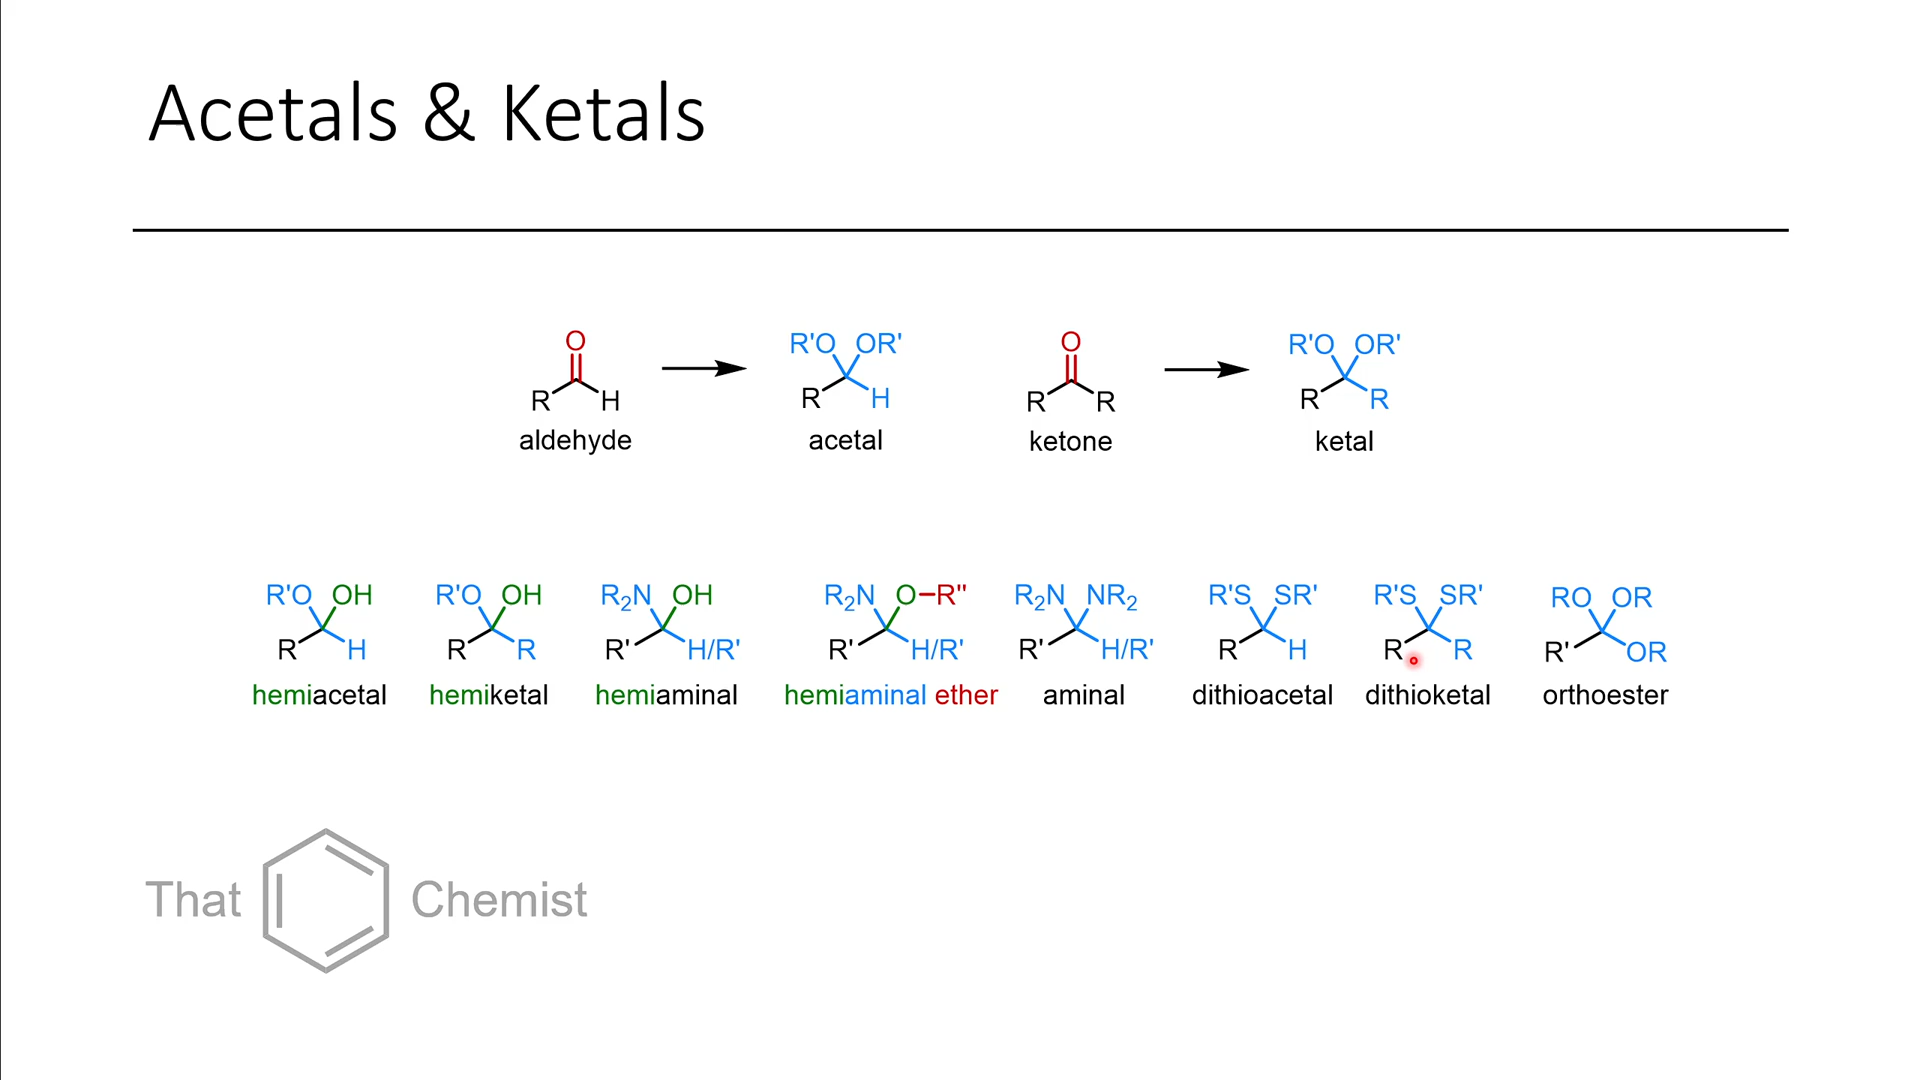 Acetals & Ketals
O
R H
aldehyde
R'O OR'
R H
acetal
O
R R
ketone
R'O OR'
R R
ketal
R'O OH
R H
hemiacetal
R'O OH
R R
hemiketal
R₂N OH
R' H/R'
hemiaminal
R₂N O–R"
R' H/R'
hemiaminal ether
R₂N NR₂
R' H/R'
aminal
R'S SR'
R H
dithioacetal
R'S SR'
R R
dithioketal
RO OR
R' OR
orthoester
That Chemist